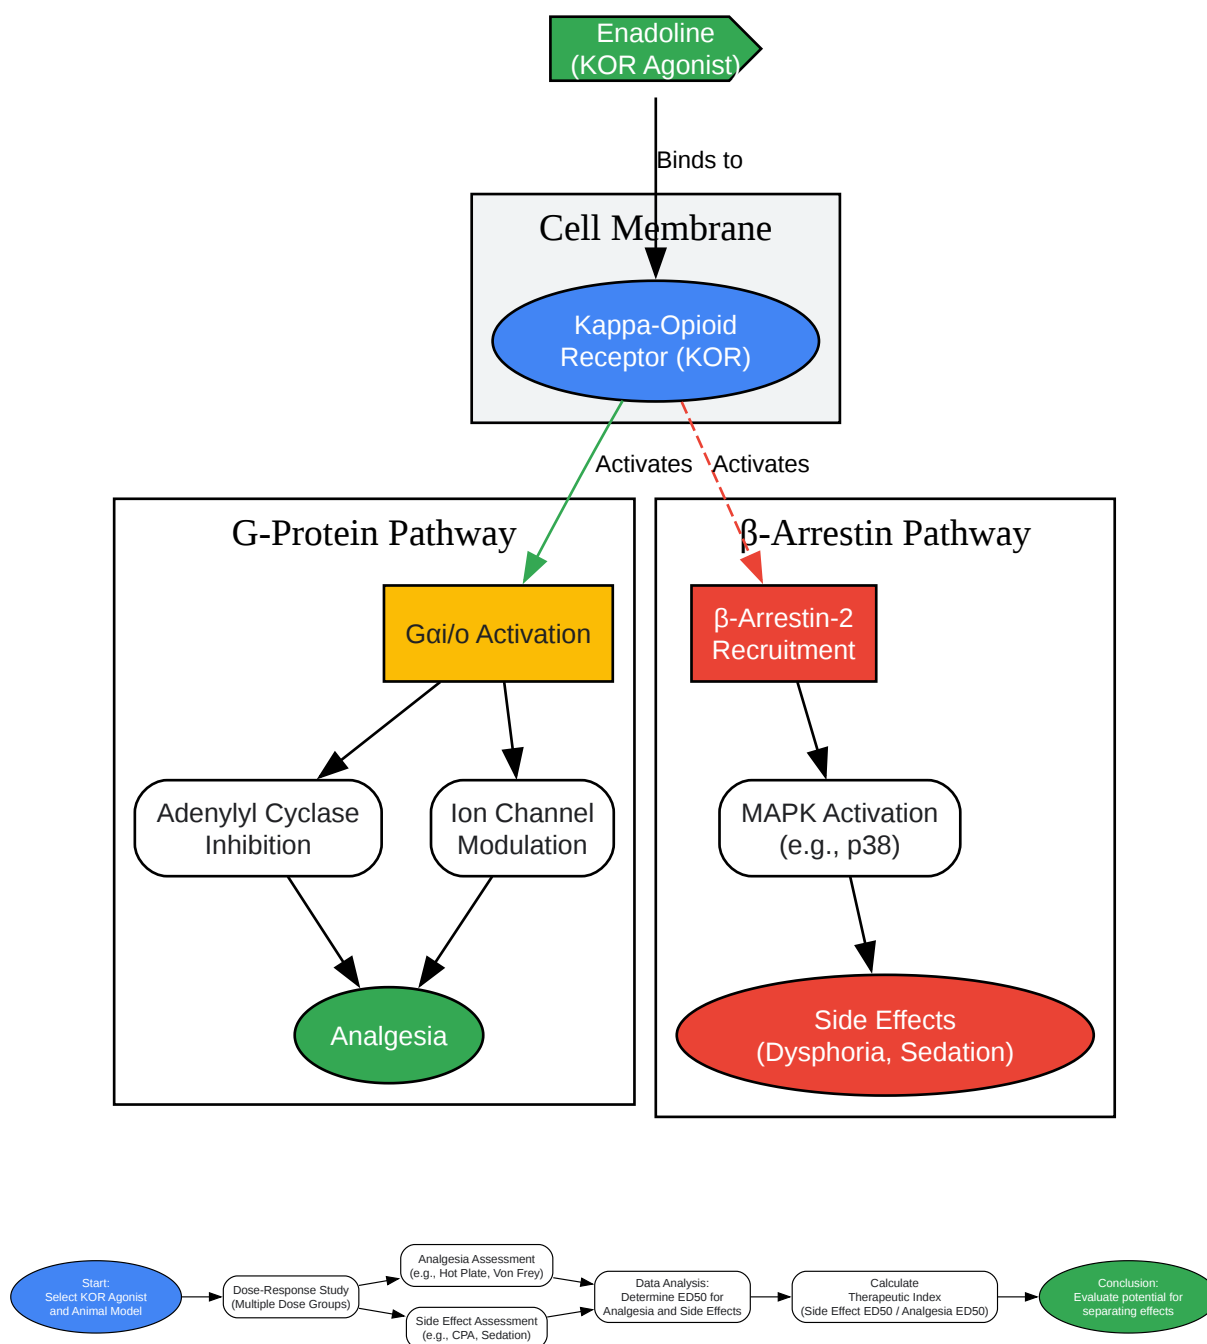 Enadoline
(KOR Agonist)
Binds to
Cell Membrane
Kappa-Opioid
Receptor (KOR)
Activates
Activates
G-Protein Pathway
β-Arrestin Pathway
Gαi/o Activation
β-Arrestin-2
Recruitment
Adenylyl Cyclase
Inhibition
Ion Channel
Modulation
MAPK Activation
(e.g., p38)
Analgesia
Side Effects
(Dysphoria, Sedation)
Start:
Select KOR Agonist
and Animal Model
Dose-Response Study
(Multiple Dose Groups)
Analgesia Assessment
(e.g., Hot Plate, Von Frey)
Side Effect Assessment
(e.g., CPA, Sedation)
Data Analysis:
Determine ED50 for
Analgesia and Side Effects
Calculate
Therapeutic Index
(Side Effect ED50 / Analgesia ED50)
Conclusion:
Evaluate potential for
separating effects